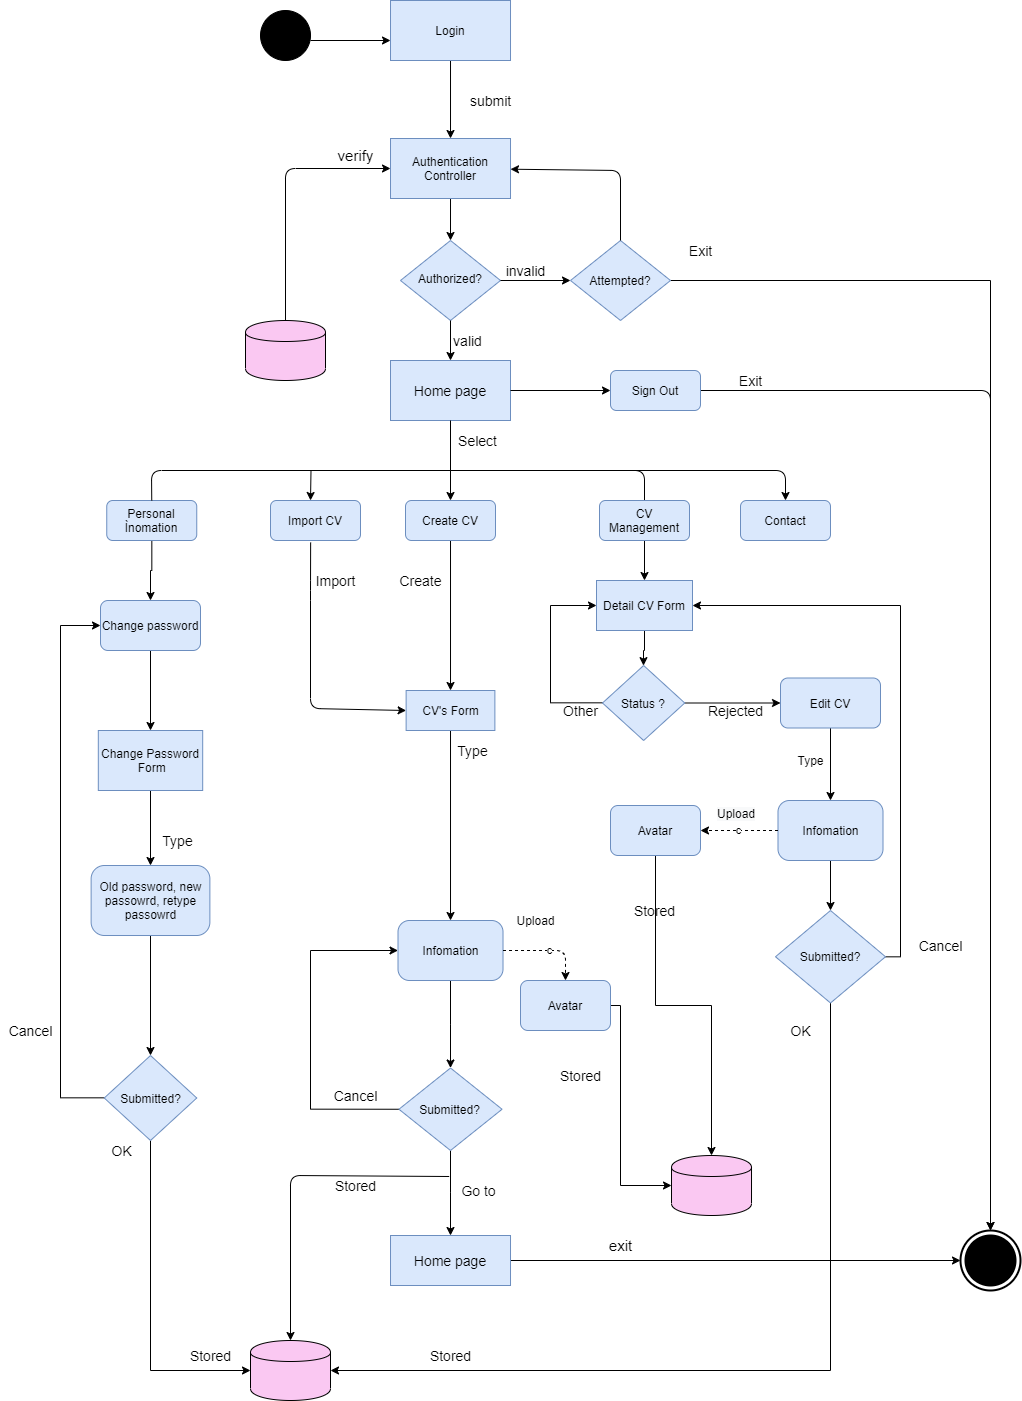 Login
submit
verify
Authentication
Controller
Exit
Authorized?
invalid
Attempted?
valid
Home page
Sign Out
Exit
Select
Personal
Ìnomation
Import CV
Create CV
CV
Management
Contact
Import
Create
Change password
Detail CV Form
CV's Form
Status ?
Other
Rejected
Edit CV
Type
Change Password
Form
Type
Upload
c
Avatar
Infomation
Type
Old password, new
passowrd, retype
passowrd
Stored
Upload
Infomation
c
Submitted?
Cancel
Avatar
Cancel
OK
Stored
Submitted?
Cancel
Submitted?
OK
Stored
Go to
exit
Home page
Stored
Stored